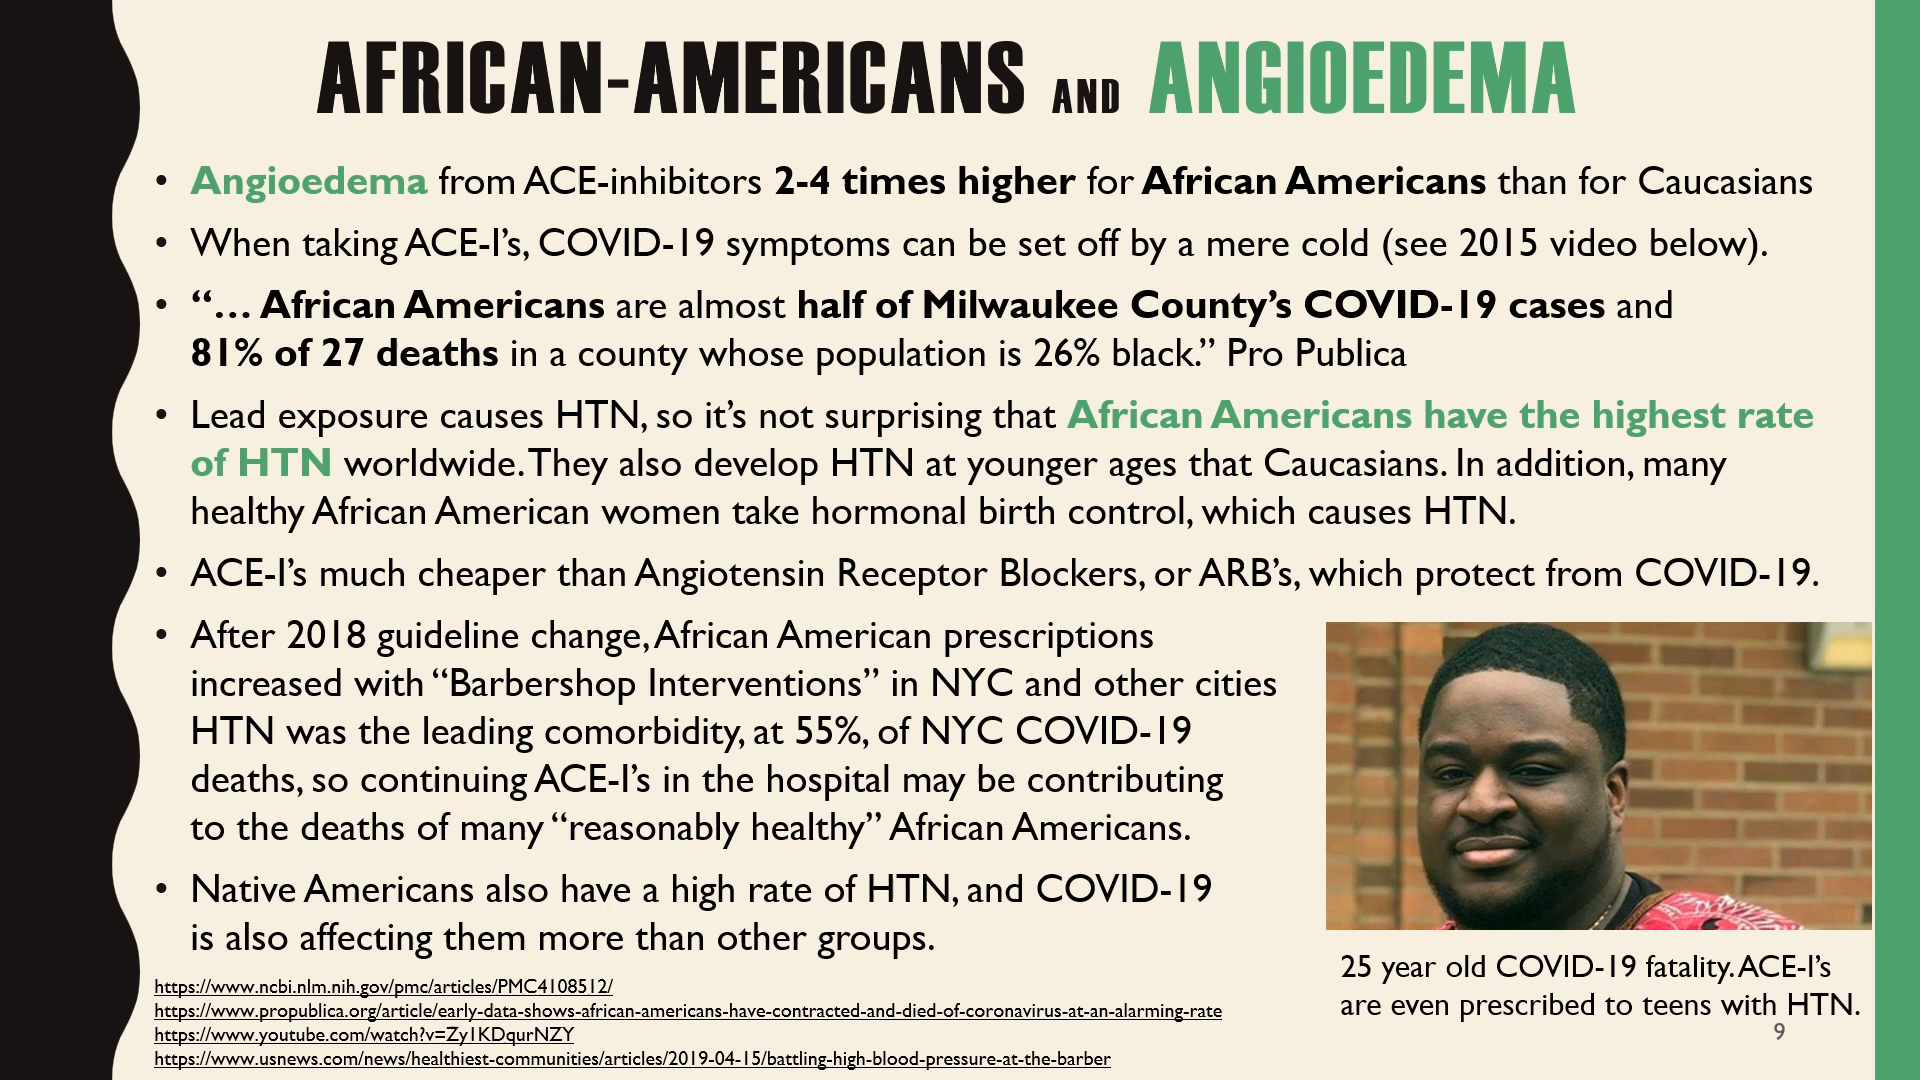 AFRICAN-AMERICANS AND ANGIOEDEMA
• Angioedema from ACE-inhibitors 2-4 times higher for African Americans than for Caucasians
• When taking ACE-I’s, COVID-19 symptoms can be set off by a mere cold (see 2015 video below).
• “… African Americans are almost half of Milwaukee County’s COVID-19 cases and
81% of 27 deaths in a county whose population is 26% black.” Pro Publica
• Lead exposure causes HTN, so it’s not surprising that African Americans have the highest rate
of HTN worldwide. They also develop HTN at younger ages that Caucasians. In addition, many
healthy African American women take hormonal birth control, which causes HTN.
• ACE-I’s much cheaper than Angiotensin Receptor Blockers, or ARB’s, which protect from COVID-19.
• After 2018 guideline change, African American prescriptions
increased with “Barbershop Interventions” in NYC and other cities
HTN was the leading comorbidity, at 55%, of NYC COVID-19
deaths, so continuing ACE-I’s in the hospital may be contributing
to the deaths of many “reasonably healthy” African Americans.
• Native Americans also have a high rate of HTN, and COVID-19
is also affecting them more than other groups.
https://www.ncbi.nlm.nih.gov/pmc/articles/PMC4108512/
https://www.propublica.org/article/early-data-shows-african-americans-have-contracted-and-died-of-coronavirus-at-an-alarming-rate
https://www.youtube.com/watch?v=Zy1KDqurNZY
https://www.usnews.com/news/healthiest-communities/articles/2019-04-15/battling-high-blood-pressure-at-the-barber
25 year old COVID-19 fatality. ACE-I’s
are even prescribed to teens with HTN.
9